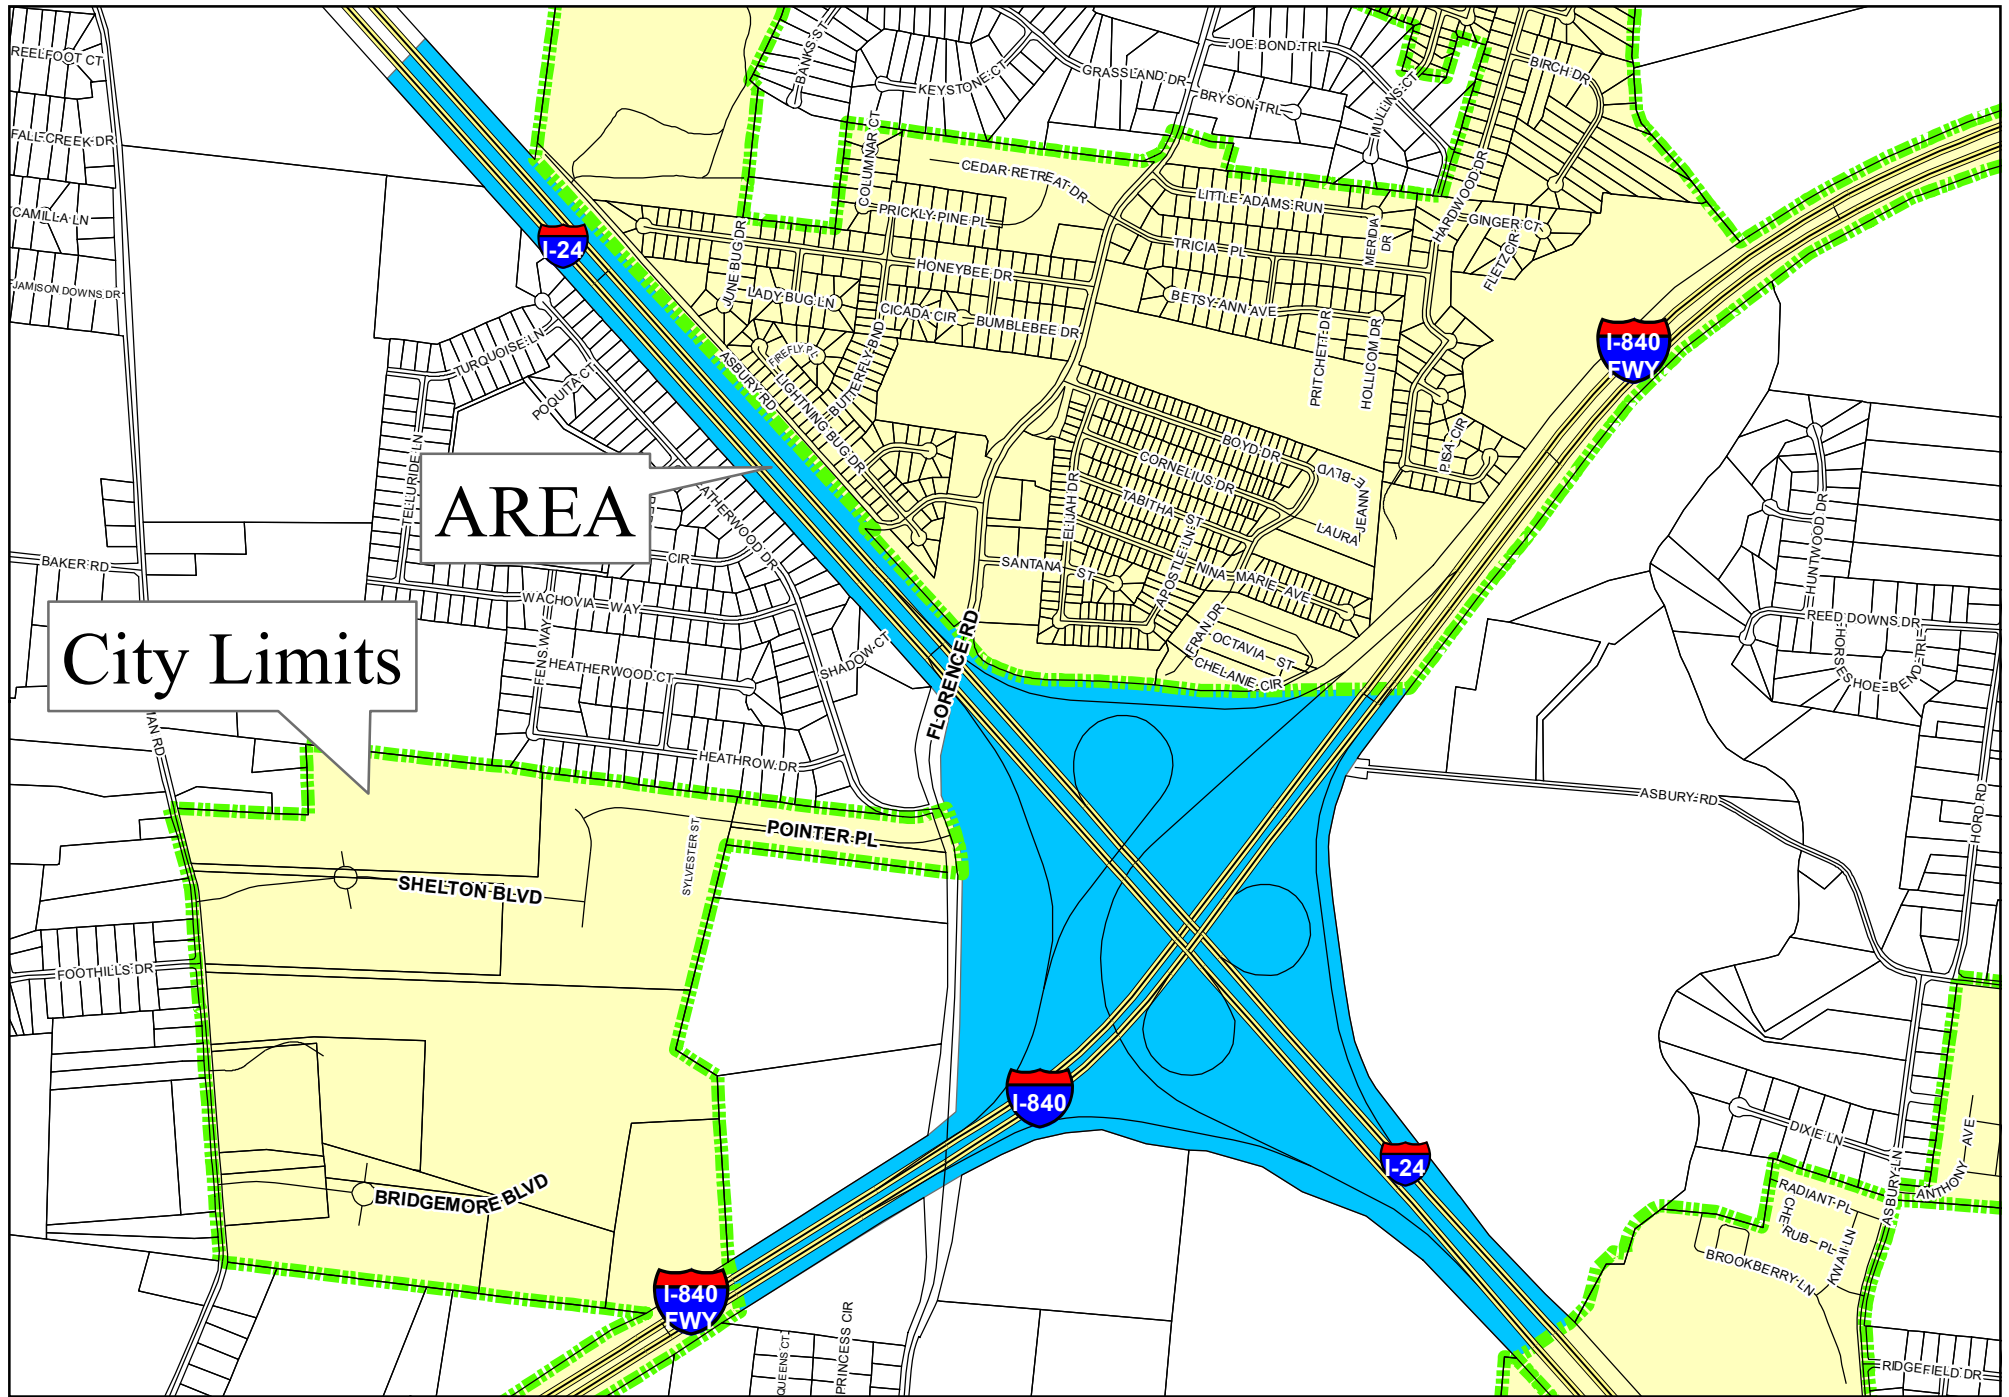 REELFOOT CT
BANKS ST
KEYSTONE CT
GRASSLAND DR
JOE BOND TRL
BRYSON TRL
MULLINS CT
BIRCH DR
FALL CREEK DR
COLUMNAR CT
CEDAR RETREAT DR
HARDWOOD DR
CAMILLA LN
PRICKLY PINE PL
LITTLE ADAMS RUN
MERIDIA DR
GINGER CT
I-24
JUNE BUG DR
HONEYBEE DR
TRICIA PL
FLETZ CIR
JAMISON DOWNS DR
LADY BUG LN
CICADA CIR
BUMBLEBEE DR
BETSY ANN AVE
PRITCHET DR
HOLLICOM DR
I-840
FWY
TURQUOISE LN
POQUITA CT
ASBURY RD
FIREFLY PL
LIGHTNING BUG DR
BUTTERFLY BND
TELLURIDE LN
BOYD DR
CORNELIUS DR
TABITHA ST
E BLVD
LAURA
JEANN
PISA CIR
AREA
ATHERWOOD DR
ELIJAH DR
HUNTWOOD DR
BAKER RD
CIR
SANTANA ST
APOSTLE LN
NINA MARIE AVE
WACHOVIA WAY
FENS WAY
City Limits
HEATHERWOOD CT
SHADOW CT
FLORENCE RD
FRAN DR
OCTAVIA ST
CHELANIE CIR
REED DOWNS DR
HORSESHOE BEND TRL
MAN RD
HEATHROW DR
ASBURY RD
HORD RD
POINTER PL
SYLVESTER ST
SHELTON BLVD
FOOTHILLS DR
I-840
DIXIE LN
ANTHONY AVE
I-24
ASBURY LN
BRIDGEMORE BLVD
RADIANT PL
CHERUB PL
KWAII LN
BROOKBERRY LN
I-840
FWY
QUEENS CT
PRINCESS CIR
RIDGEFIELD DR